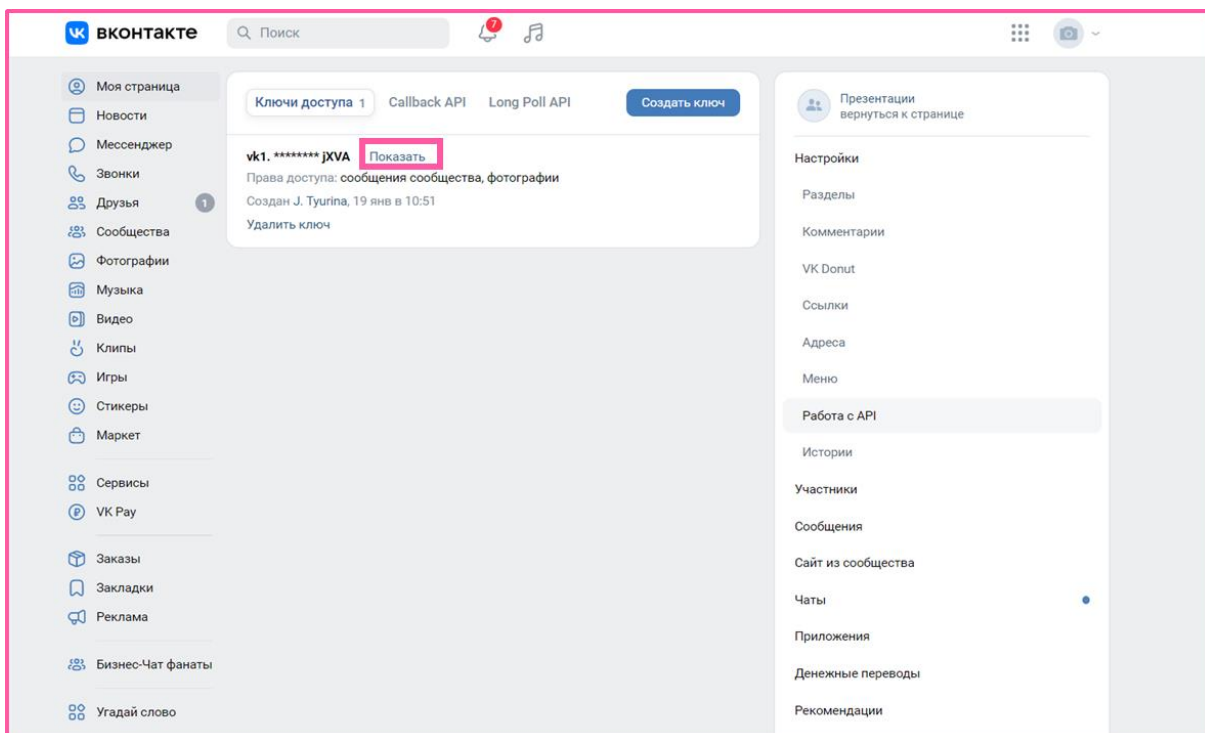 вконтакте
Поиск
7
Моя страница
Новости
Мессенджер
Звонки
Друзья 1
Сообщества
Фотографии
Музыка
Видео
Клипы
Игры
Стикеры
Маркет
Сервисы
VK Pay
Заказы
Закладки
Реклама
Бизнес-Чат фанаты
Угадай слово
Ключи доступа 1 Callback API Long Poll API Создать ключ
vk1. ******** jXVA Показать
Права доступа: сообщения сообщества, фотографии
Создан J. Tyurina, 19 янв в 10:51
Удалить ключ
Презентации
вернуться к странице
Настройки
Разделы
Комментарии
VK Donut
Ссылки
Адреса
Меню
Работа с API
Истории
Участники
Сообщения
Сайт из сообщества
Чаты
Приложения
Денежные переводы
Рекомендации